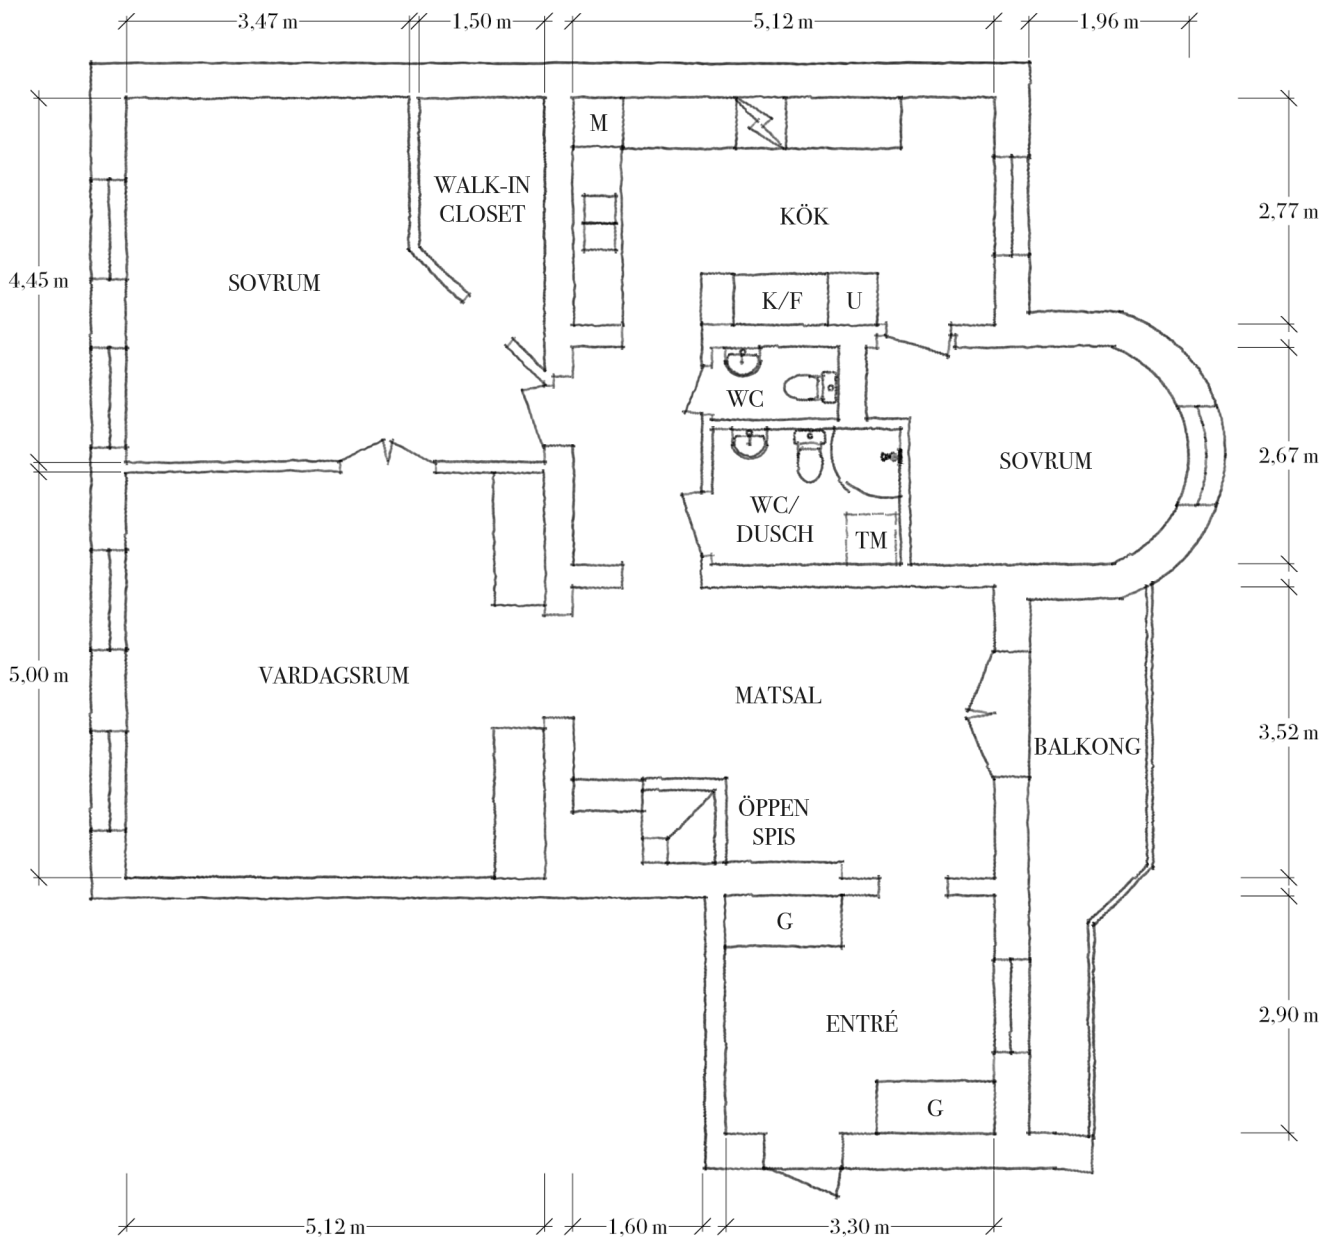 3,47 m
1,50 m
5,12 m
1,96 m
M
WALK-IN
CLOSET
KÖK
2,77 m
4,45 m
SOVRUM
K/F
U
WC
SOVRUM
2,67 m
WC/
DUSCH
TM
5,00 m
VARDAGSRUM
MATSAL
BALKONG
3,52 m
ÖPPEN
SPIS
G
ENTRÉ
2,90 m
G
5,12 m
1,60 m
3,30 m